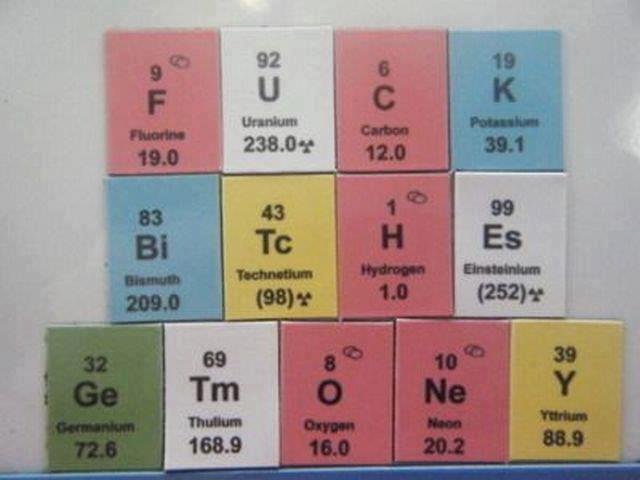 9 92 6 19
F U C K
Fluorine Uranium Carbon Potassium
19.0 238.0 12.0 39.1
83 43 1 99
Bi Tc H Es
Bismuth Technetium Hydrogen Einsteinium
209.0 (98) 1.0 (252)
32 69 8 10 39
Ge Tm O Ne Y
Germanium Thulium Oxygen Neon Yttrium
72.6 168.9 16.0 20.2 88.9